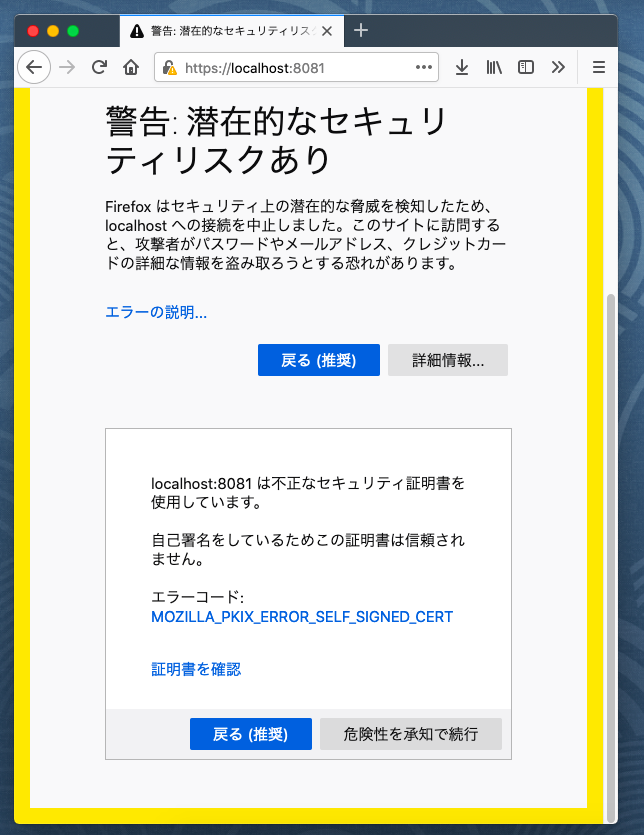 警告: 潜在的なセキュリティリス
https://localhost:8081
警告: 潜在的なセキュリ
ティリスクあり
Firefox はセキュリティ上の潜在的な脅威を検知したため、
localhost への接続を中止しました。このサイトに訪問する
と、攻撃者がパスワードやメールアドレス、クレジットカー
ドの詳細な情報を盗み取ろうとする恐れがあります。
エラーの説明...
戻る (推奨) 詳細情報...
localhost:8081 は不正なセキュリティ証明書を
使用しています。
自己署名をしているためこの証明書は信頼され
ません。
エラーコード:
MOZILLA_PKIX_ERROR_SELF_SIGNED_CERT
証明書を確認
戻る (推奨) 危険性を承知で続行